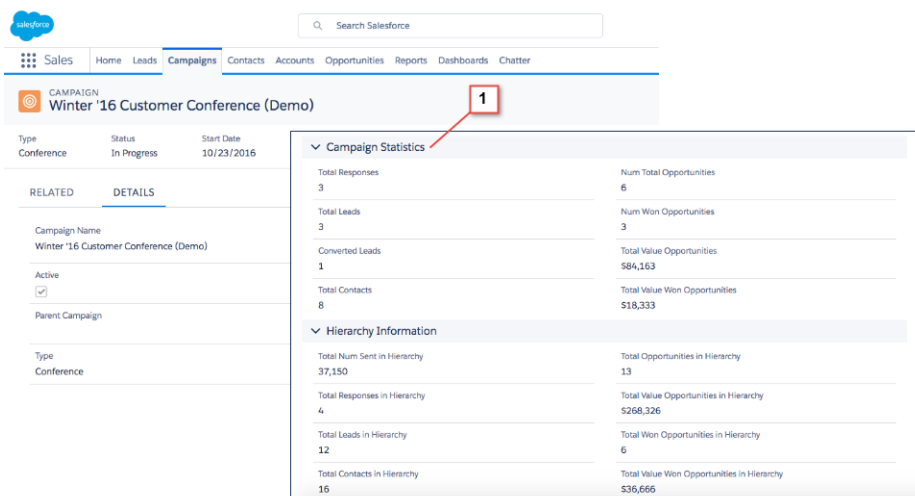 salesforce
Search Salesforce
Sales Home Leads Campaigns Contacts Accounts Opportunities Reports Dashboards Chatter
CAMPAIGN
Winter '16 Customer Conference (Demo)
1
Type Status Start Date
Conference In Progress 10/23/2016
RELATED DETAILS
Campaign Name
Winter '16 Customer Conference (Demo)
Active
Parent Campaign
Type
Conference
Campaign Statistics
Total Responses Num Total Opportunities
3 6
Total Leads Num Won Opportunities
3 3
Converted Leads Total Value Opportunities
1 $84,163
Total Contacts Total Value Won Opportunities
8 $18,333
Hierarchy Information
Total Num Sent in Hierarchy Total Opportunities in Hierarchy
37,150 13
Total Responses in Hierarchy Total Value Opportunities in Hierarchy
4 $268,326
Total Leads in Hierarchy Total Won Opportunities in Hierarchy
12 6
Total Contacts in Hierarchy Total Value Won Opportunities in Hierarchy
16 $36,666